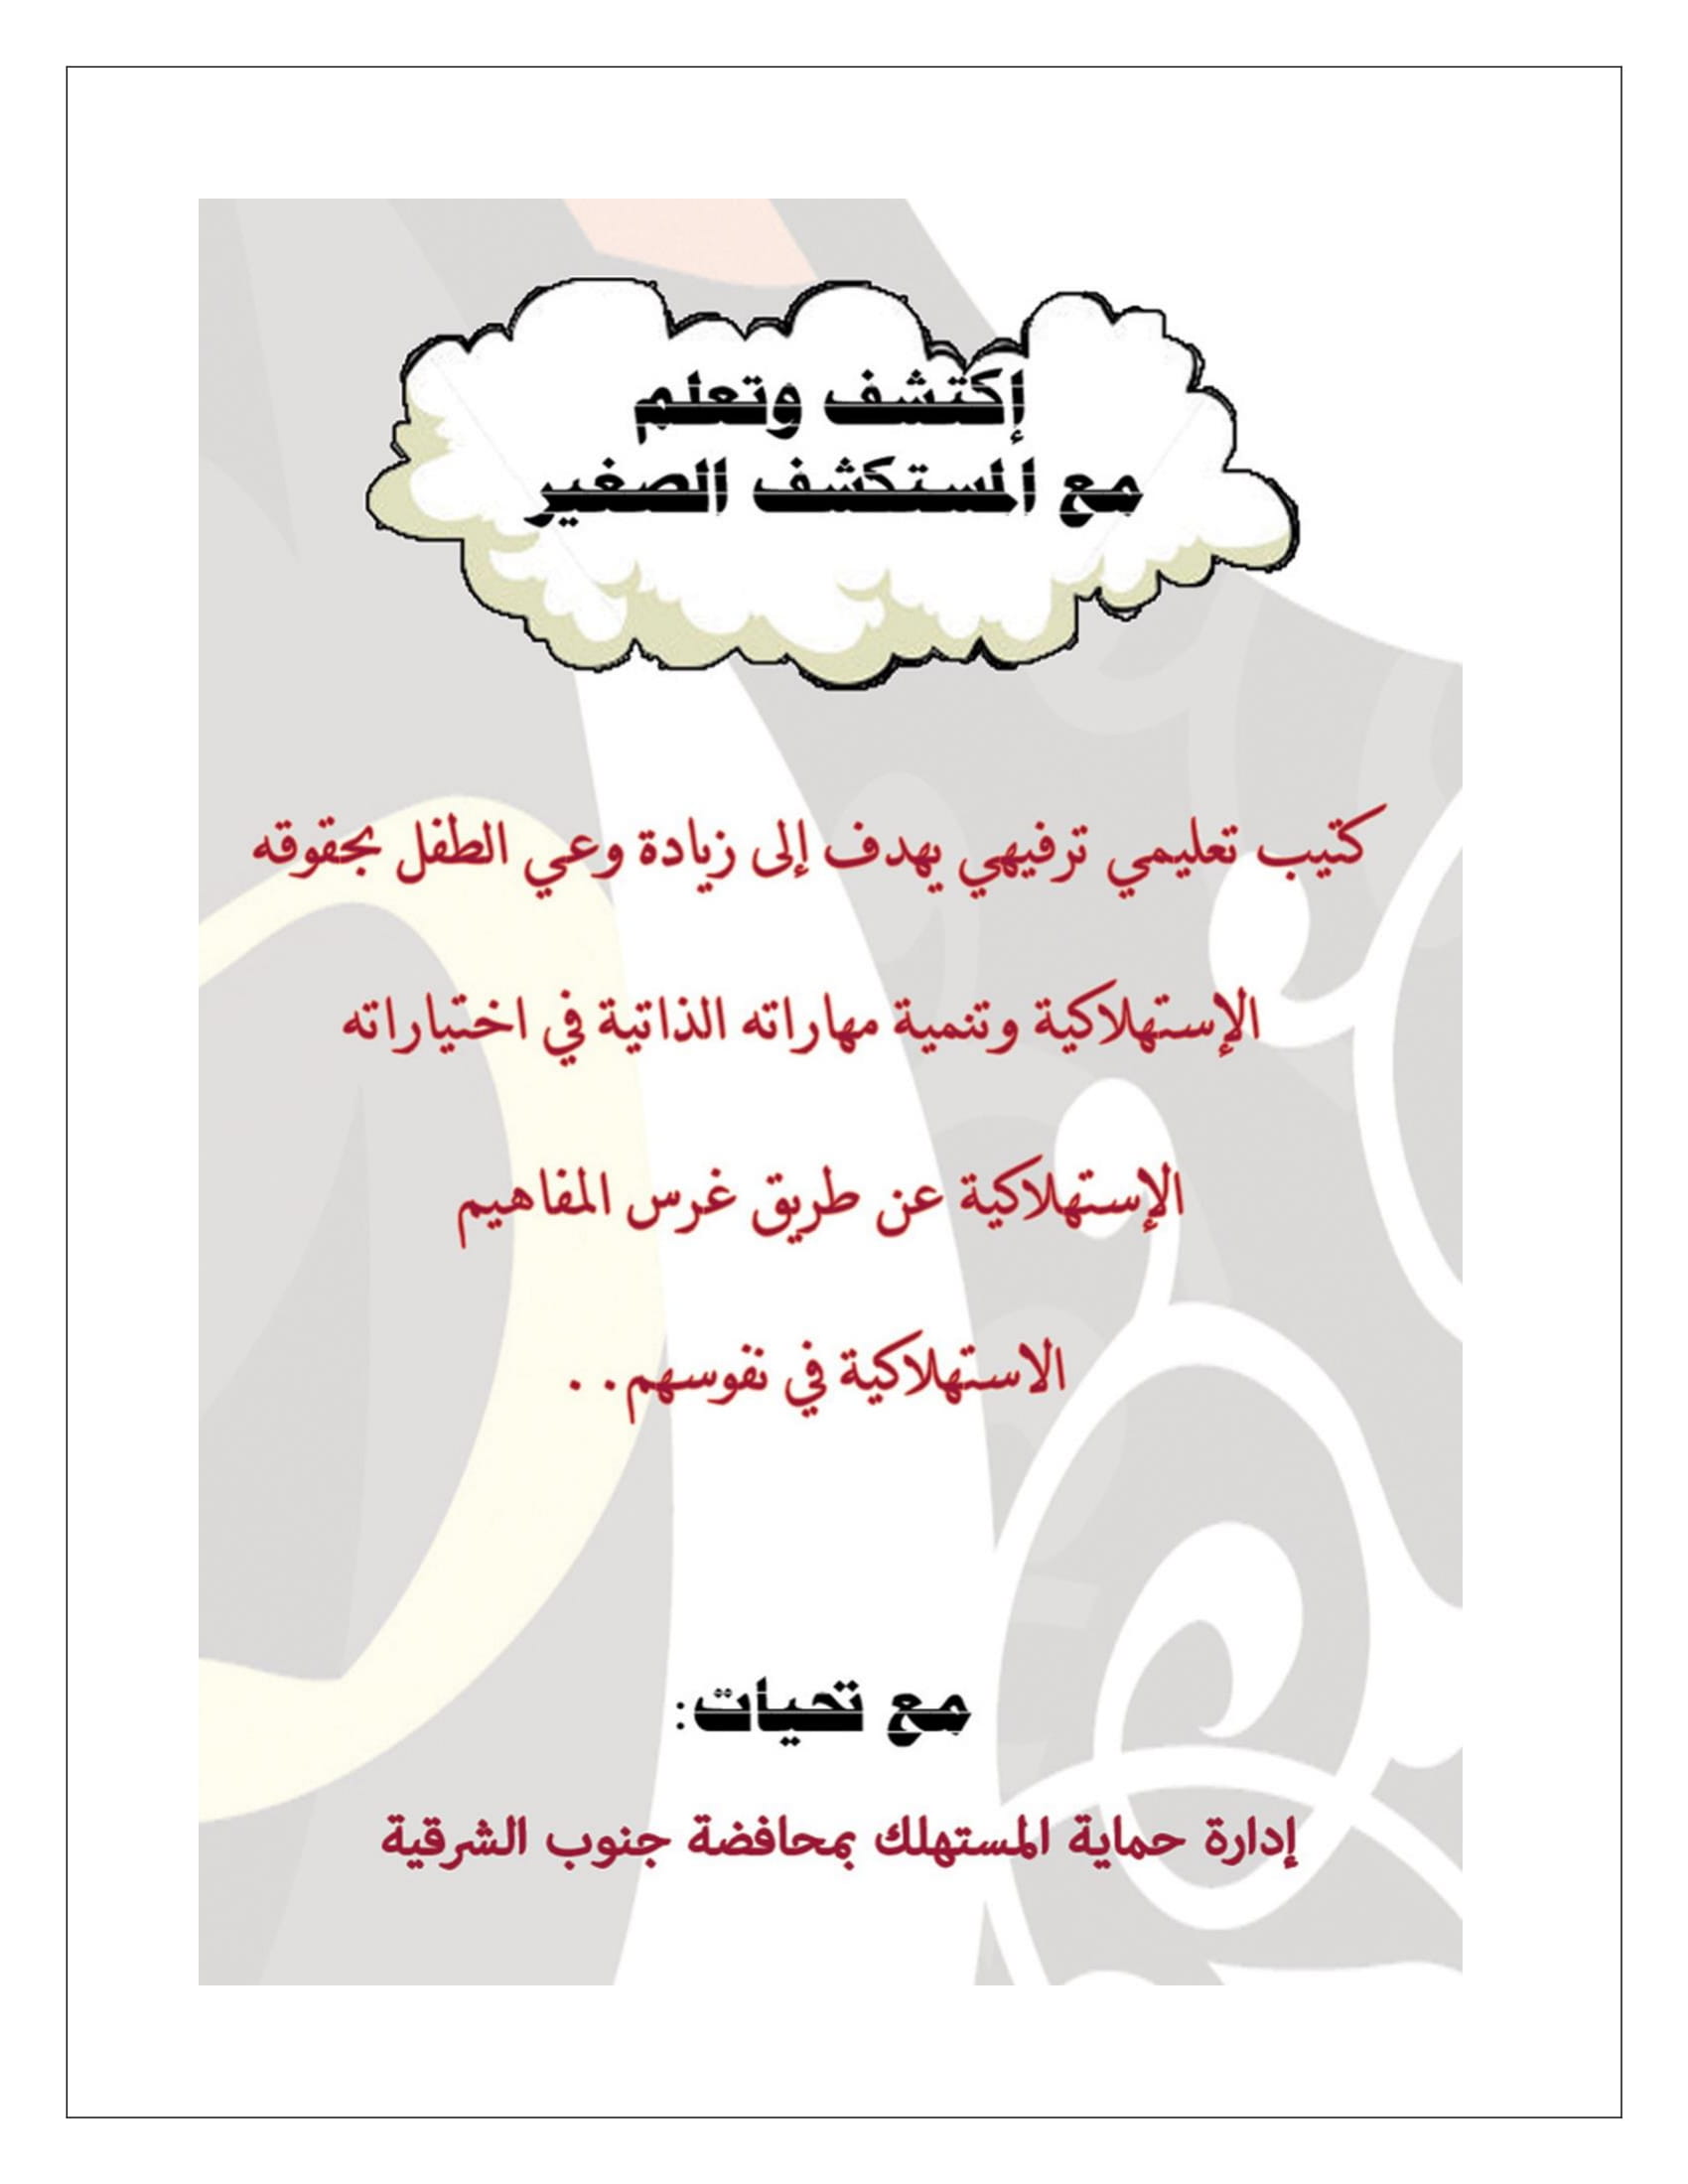 إكتشف وتعلم
مع المستكشف الصغير
كتيب تعليمي ترفيهي يهدف إلى زيادة وعي الطفل بحقوقه
الإستهلاكية وتنمية مهاراته الذاتية في اختياراته
الإستهلاكية عن طريق غرس المفاهيم
الاستهلاكية في نفوسهم..
مع تحيات:
إدارة حماية المستهلك بمحافضة جنوب الشرقية